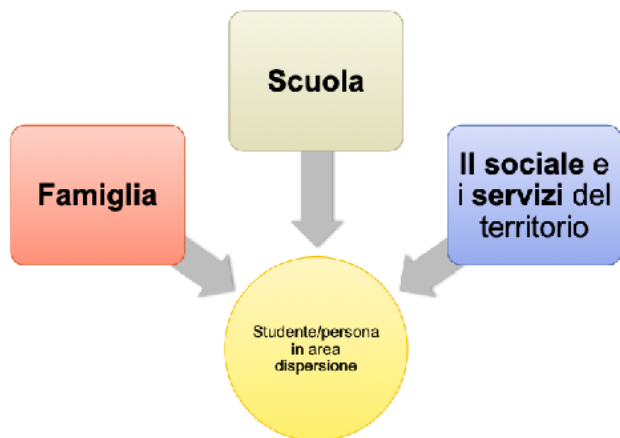 Scuola
Famiglia
Il sociale e
i servizi del
territorio
Studente/persona
in area
dispersione